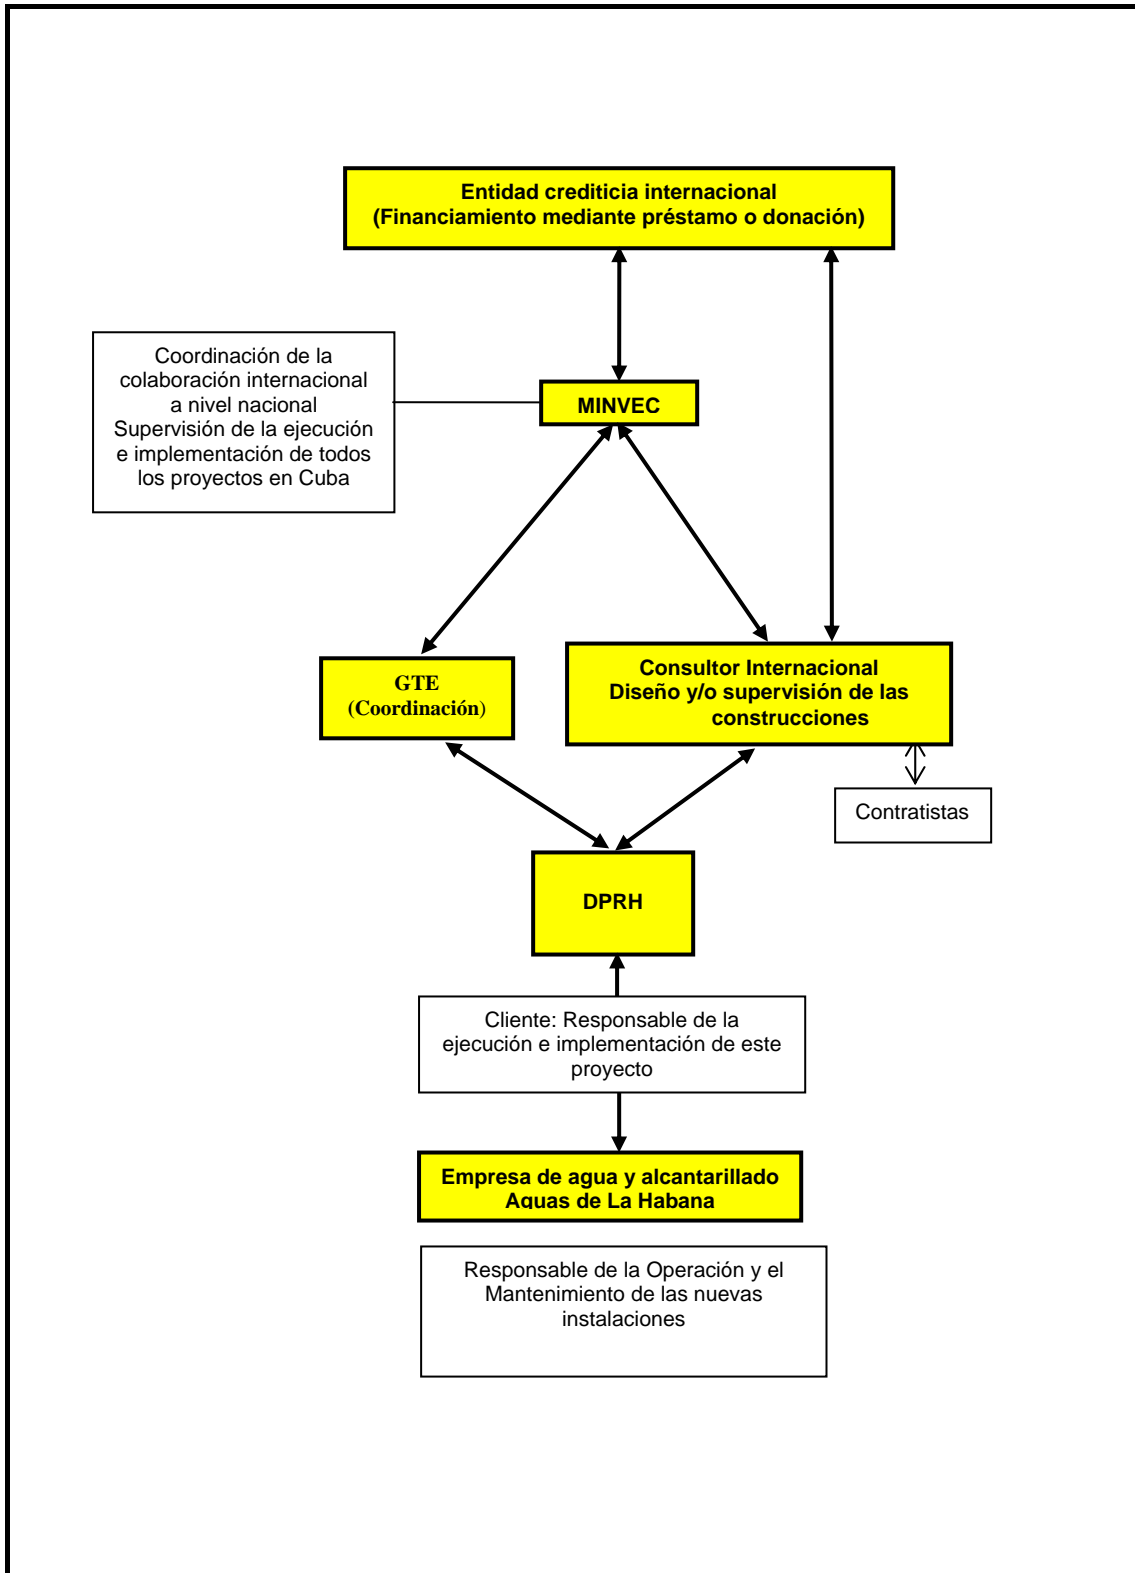 Entidad crediticia internacional
(Financiamiento mediante préstamo o donación)
Coordinación de la
colaboración internacional
a nivel nacional
Supervisión de la ejecución
e implementación de todos
los proyectos en Cuba
MINVEC
GTE
(Coordinación)
Consultor Internacional
Diseño y/o supervisión de las
construcciones
Contratistas
DPRH
Cliente: Responsable de la
ejecución e implementación de este
proyecto
Empresa de agua y alcantarillado
Aguas de La Habana
Responsable de la Operación y el
Mantenimiento de las nuevas
instalaciones